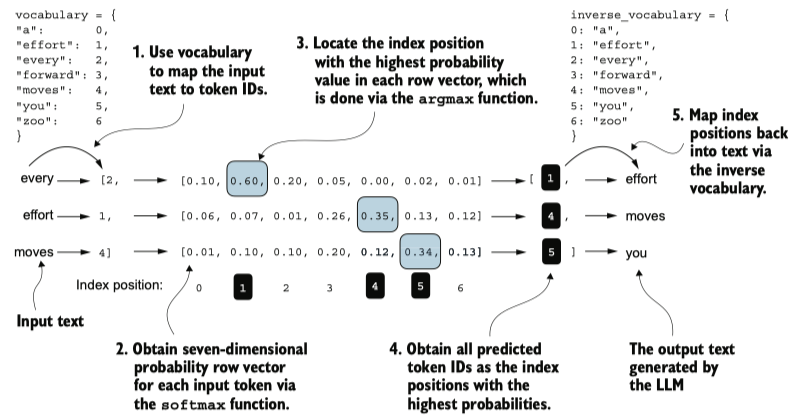 vocabulary = {
"a": 0,
"effort": 1,
"every": 2,
"forward": 3,
"moves": 4,
"you": 5,
"zoo": 6
}
1. Use vocabulary
to map the input
text to token IDs.
3. Locate the index position
with the highest probability
value in each row vector, which
is done via the argmax function.
inverse_vocabulary = {
0: "a",
1: "effort",
2: "every",
3: "forward",
4: "moves",
5: "you",
6: "zoo"
}
5. Map index
positions back
into text via
the inverse
vocabulary.
every [2, [0.10, 0.60, 0.20, 0.05, 0.00, 0.02, 0.01] [ 1 , effort
effort 1, [0.06, 0.07, 0.01, 0.26, 0.35, 0.13, 0.12] 4 , moves
moves 4] [0.01, 0.10, 0.10, 0.20, 0.12, 0.34, 0.13] 5 ] you
Index position: 0 1 2 3 4 5 6
Input text
2. Obtain seven-dimensional
probability row vector
for each input token via
the softmax function.
4. Obtain all predicted
token IDs as the index
positions with the
highest probabilities.
The output text
generated by
the LLM